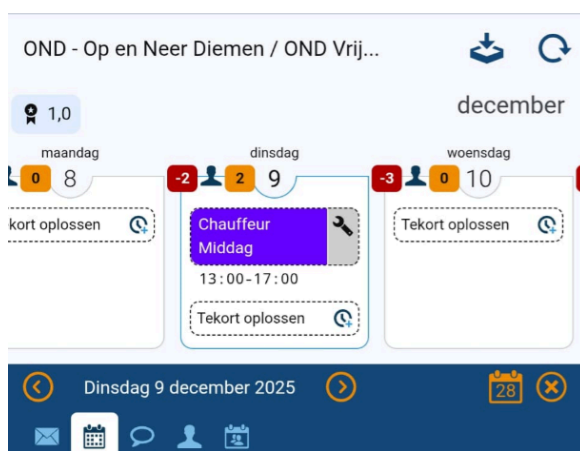 OND - Op en Neer Diemen / OND Vrij...
1,0
december
maandag
0 8
kort oplossen
dinsdag
-2 2 9
Chauffeur
Middag
13:00-17:00
Tekort oplossen
woensdag
-3 0 10
Tekort oplossen
Dinsdag 9 december 2025
28